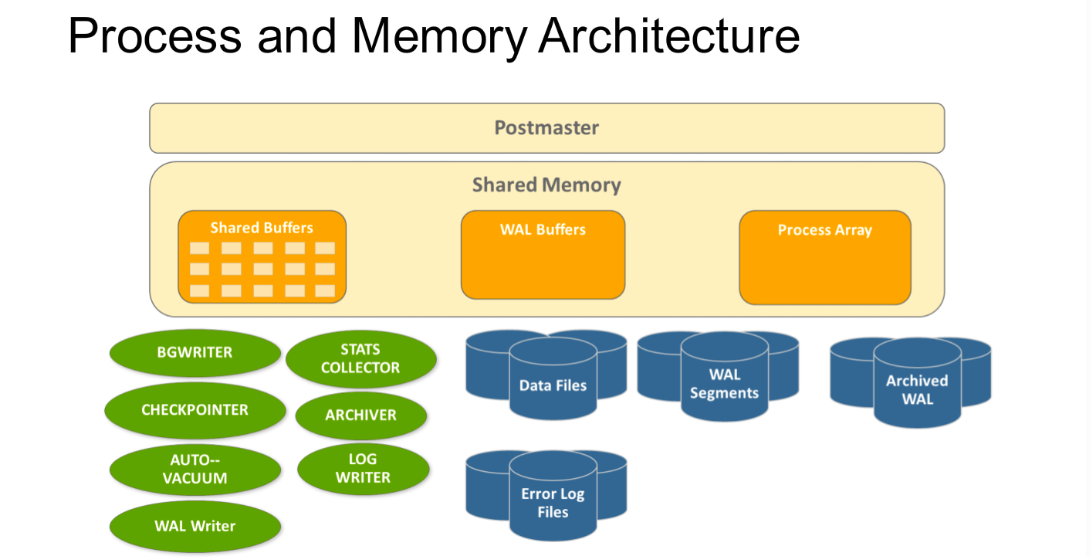 Process and Memory Architecture
Postmaster
Shared Memory
Shared Buffers
WAL Buffers
Process Array
BGWRITER
STATS
COLLECTOR
CHECKPOINTER
ARCHIVER
AUTO--
VACUUM
LOG
WRITER
WAL Writer
Data Files
WAL
Segments
Archived
WAL
Error Log
Files